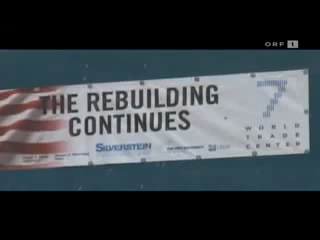 ORF 1
THE REBUILDING
CONTINUES
7
WORLD
TRADE
CENTER
SILVERSTEIN